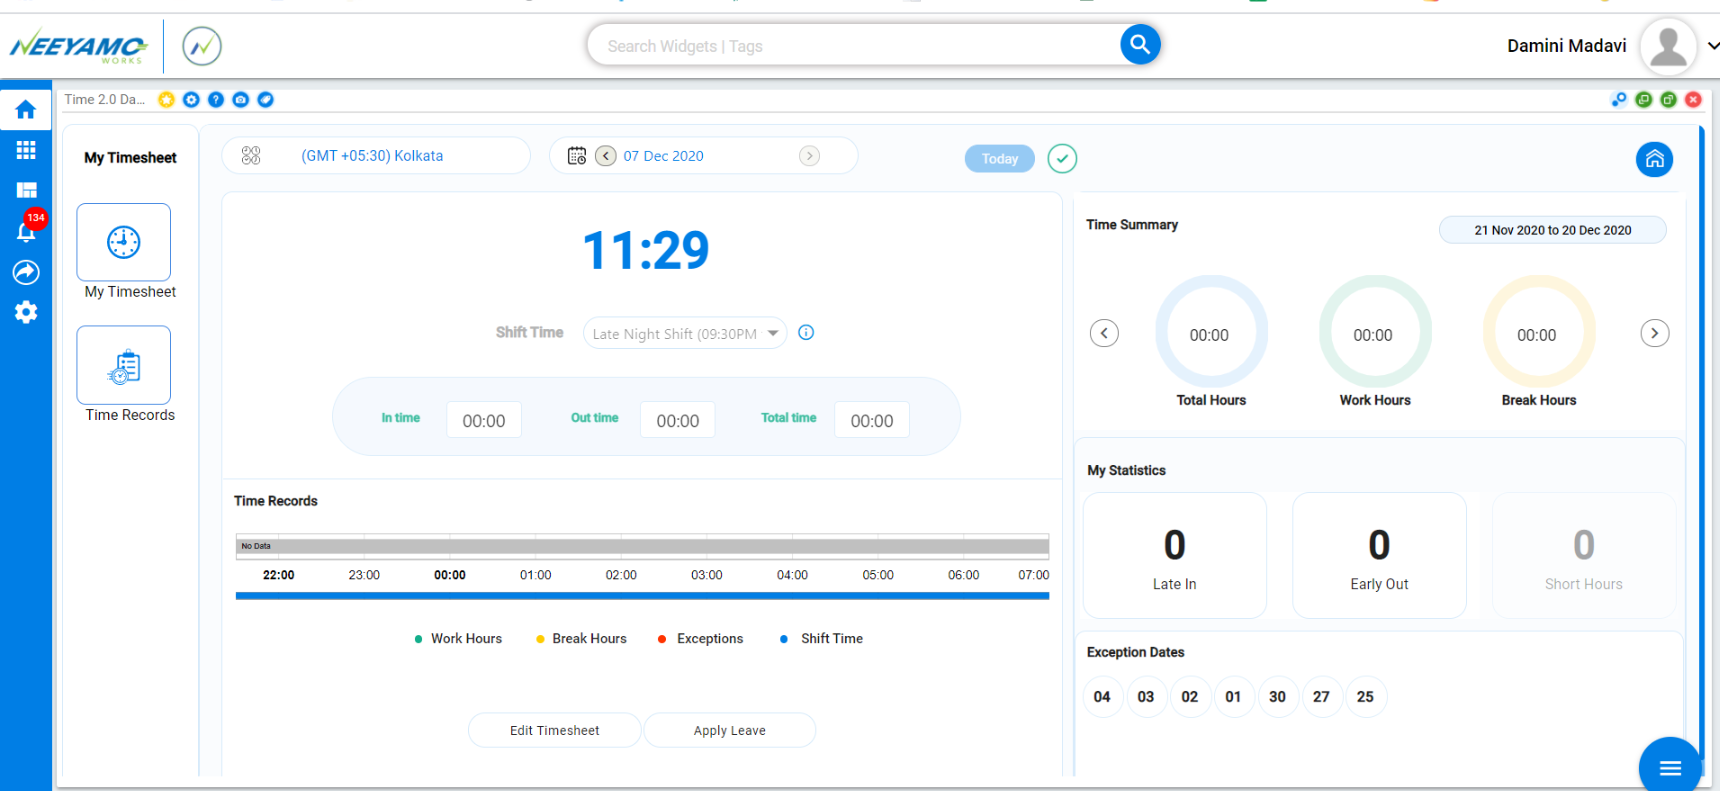 NEEYAMO
WORKS
Search Widgets | Tags
Damini Madavi
Time 2.0 Da...
134
My Timesheet
My Timesheet
Time Records
(GMT +05:30) Kolkata
07 Dec 2020
Today
11:29
Shift Time
Late Night Shift (09:30PM
In time 00:00 Out time 00:00 Total time 00:00
Time Records
No Data
22:00 23:00 00:00 01:00 02:00 03:00 04:00 05:00 06:00 07:00
Work Hours Break Hours Exceptions Shift Time
Edit Timesheet Apply Leave
Time Summary
21 Nov 2020 to 20 Dec 2020
00:00 00:00 00:00
Total Hours Work Hours Break Hours
My Statistics
0 0 0
Late In Early Out Short Hours
Exception Dates
04 03 02 01 30 27 25